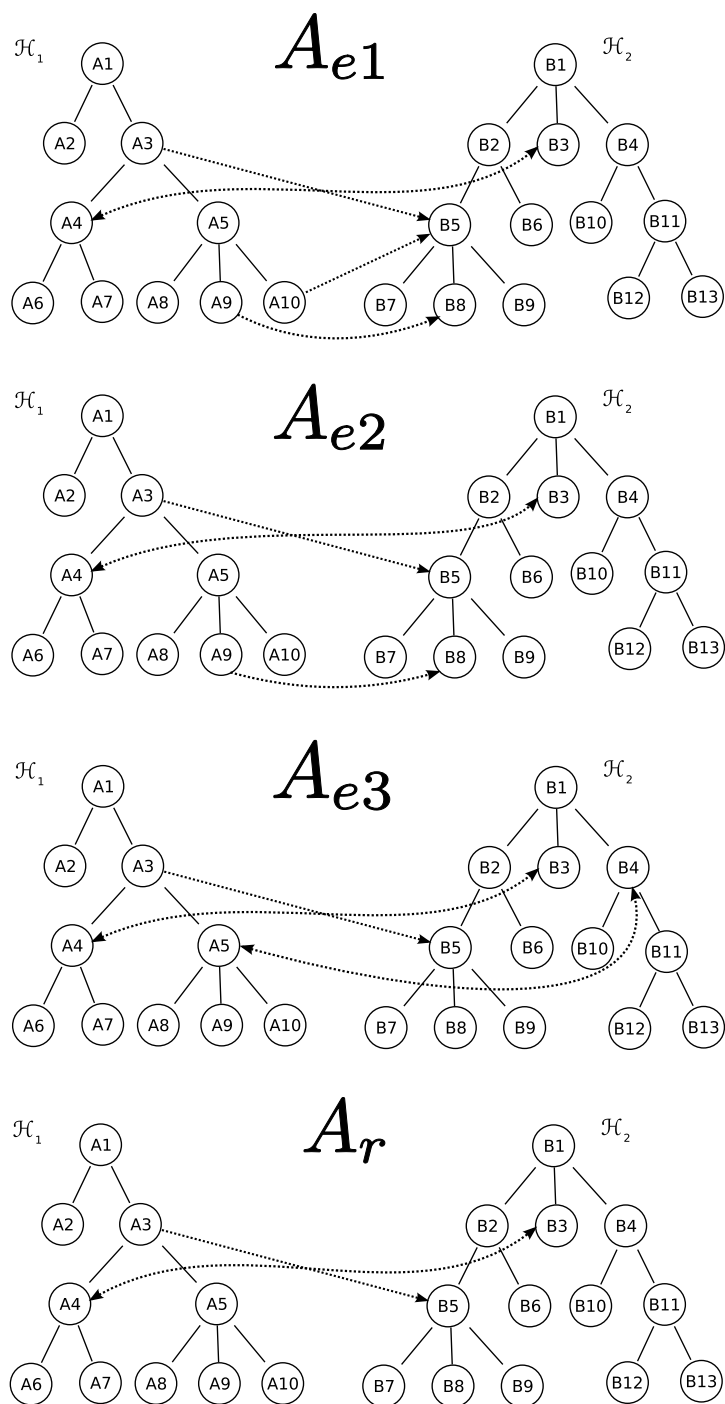 ℋ1 A_e1 ℋ2
A1 B1
A2 A3 B2 B3 B4
A4 A5 B5 B6 B10 B11
A6 A7 A8 A9 A10 B7 B8 B9 B12 B13
ℋ1 A_e2 ℋ2
A1 B1
A2 A3 B2 B3 B4
A4 A5 B5 B6 B10 B11
A6 A7 A8 A9 A10 B7 B8 B9 B12 B13
ℋ1 A_e3 ℋ2
A1 B1
A2 A3 B2 B3 B4
A4 A5 B5 B6 B10 B11
A6 A7 A8 A9 A10 B7 B8 B9 B12 B13
ℋ1 A_r ℋ2
A1 B1
A2 A3 B2 B3 B4
A4 A5 B5 B6 B10 B11
A6 A7 A8 A9 A10 B7 B8 B9 B12 B13